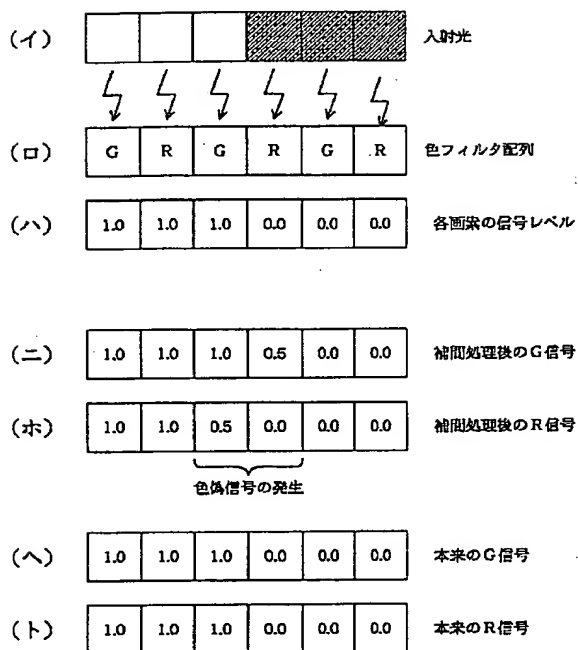 (イ) 入射光
(ロ) G R G R G R 色フィルタ配列
(ハ) 1.0 1.0 1.0 0.0 0.0 0.0 各画素の信号レベル
(ニ) 1.0 1.0 1.0 0.5 0.0 0.0 補間処理後のG信号
(ホ) 1.0 1.0 0.5 0.0 0.0 0.0 補間処理後のR信号
色偽信号の発生
(ヘ) 1.0 1.0 1.0 0.0 0.0 0.0 本来のG信号
(ト) 1.0 1.0 1.0 0.0 0.0 0.0 本来のR信号